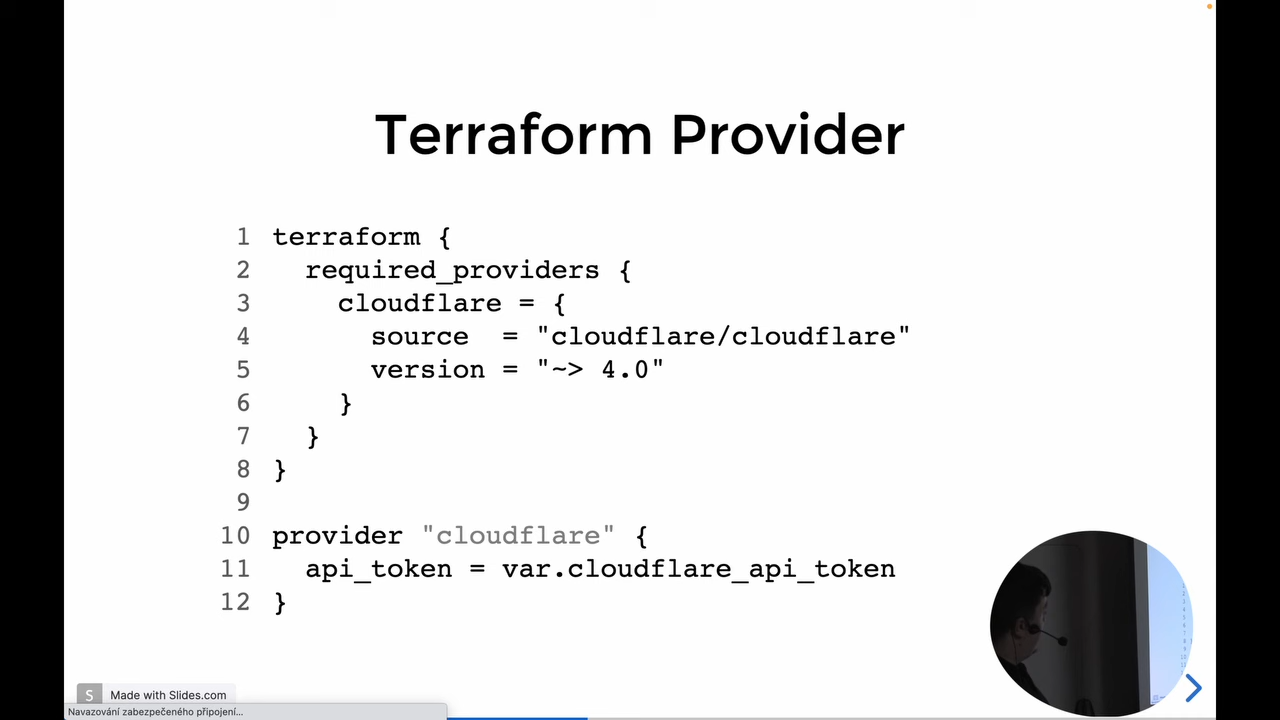 Terraform Provider
1 terraform {
2   required_providers {
3     cloudflare = {
4       source  = "cloudflare/cloudflare"
5       version = "~> 4.0"
6     }
7   }
8 }
9
10 provider "cloudflare" {
11   api_token = var.cloudflare_api_token
12 }
S Made with Slides.com
Navazování zabezpečeného připojení...